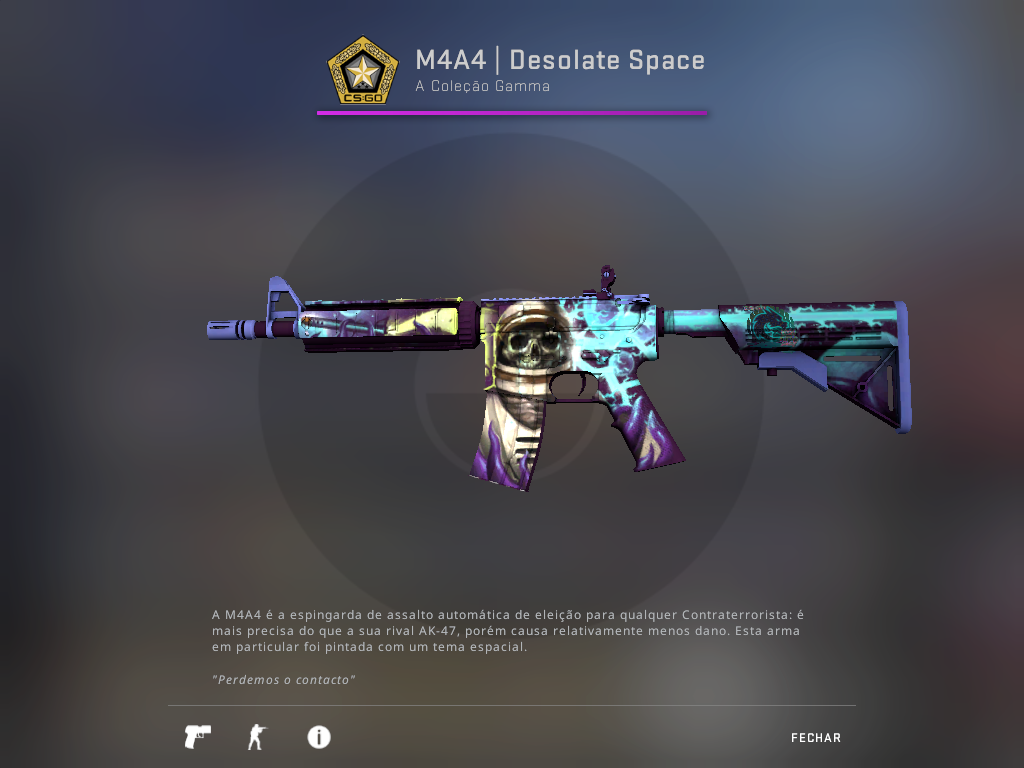 M4A4 | Desolate Space
A Coleção Gamma
CS:GO
A M4A4 é a espingarda de assalto automática de eleição para qualquer Contraterrorista: é
mais precisa do que a sua rival AK-47, porém causa relativamente menos dano. Esta arma
em particular foi pintada com um tema espacial.
"Perdemos o contacto"
FECHAR